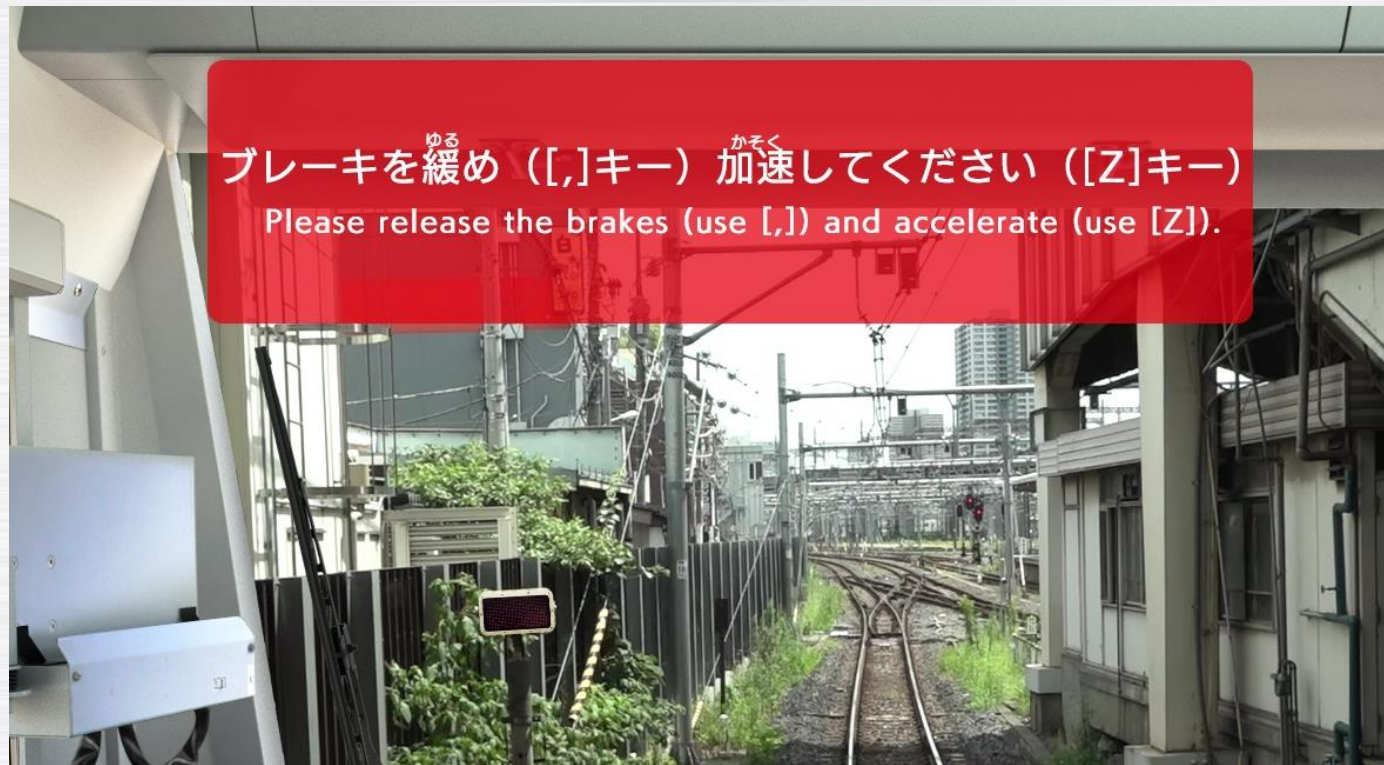 ブレーキを緩め（[,]キー）加速してください（[Z]キー）
Please release the brakes (use [,]) and accelerate (use [Z]).